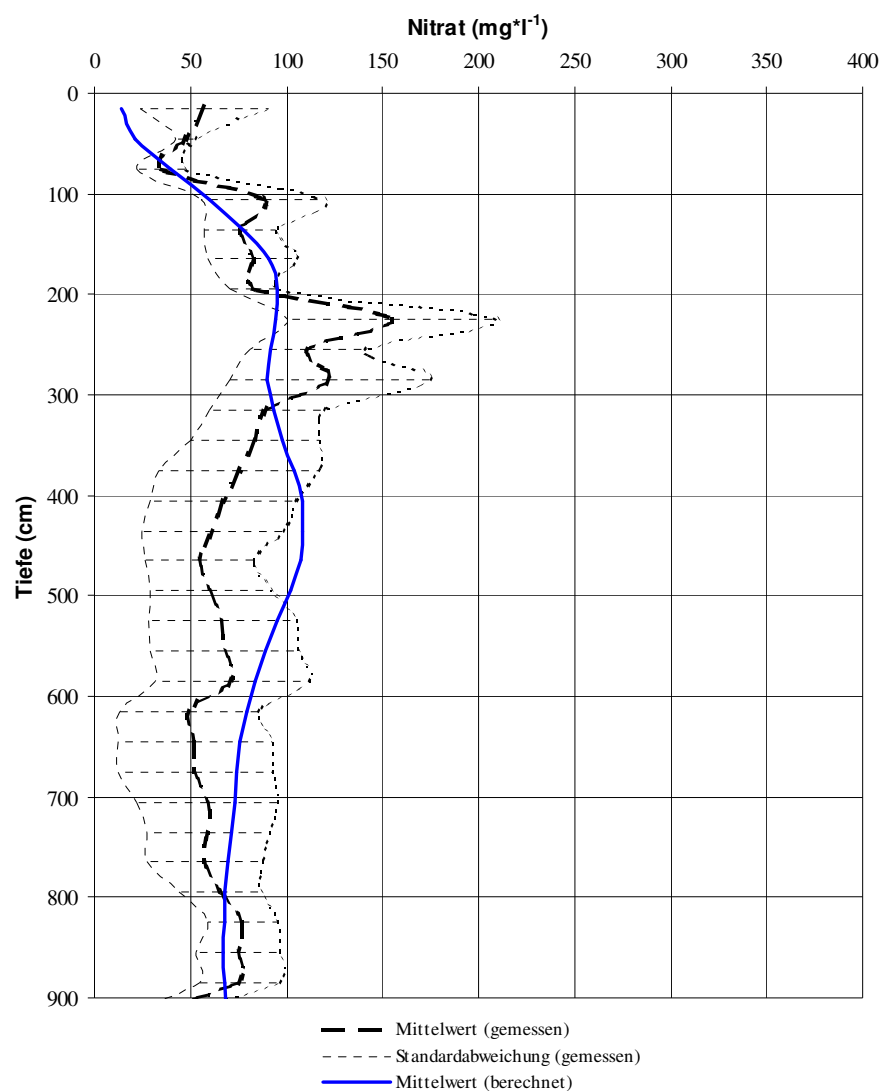 Nitrat (mg*l⁻¹)
0 50 100 150 200 250 300 350 400
0
100
200
300
400
500
600
700
800
900
Tiefe (cm)
Mittelwert (gemessen)
Standardabweichung (gemessen)
Mittelwert (berechnet)